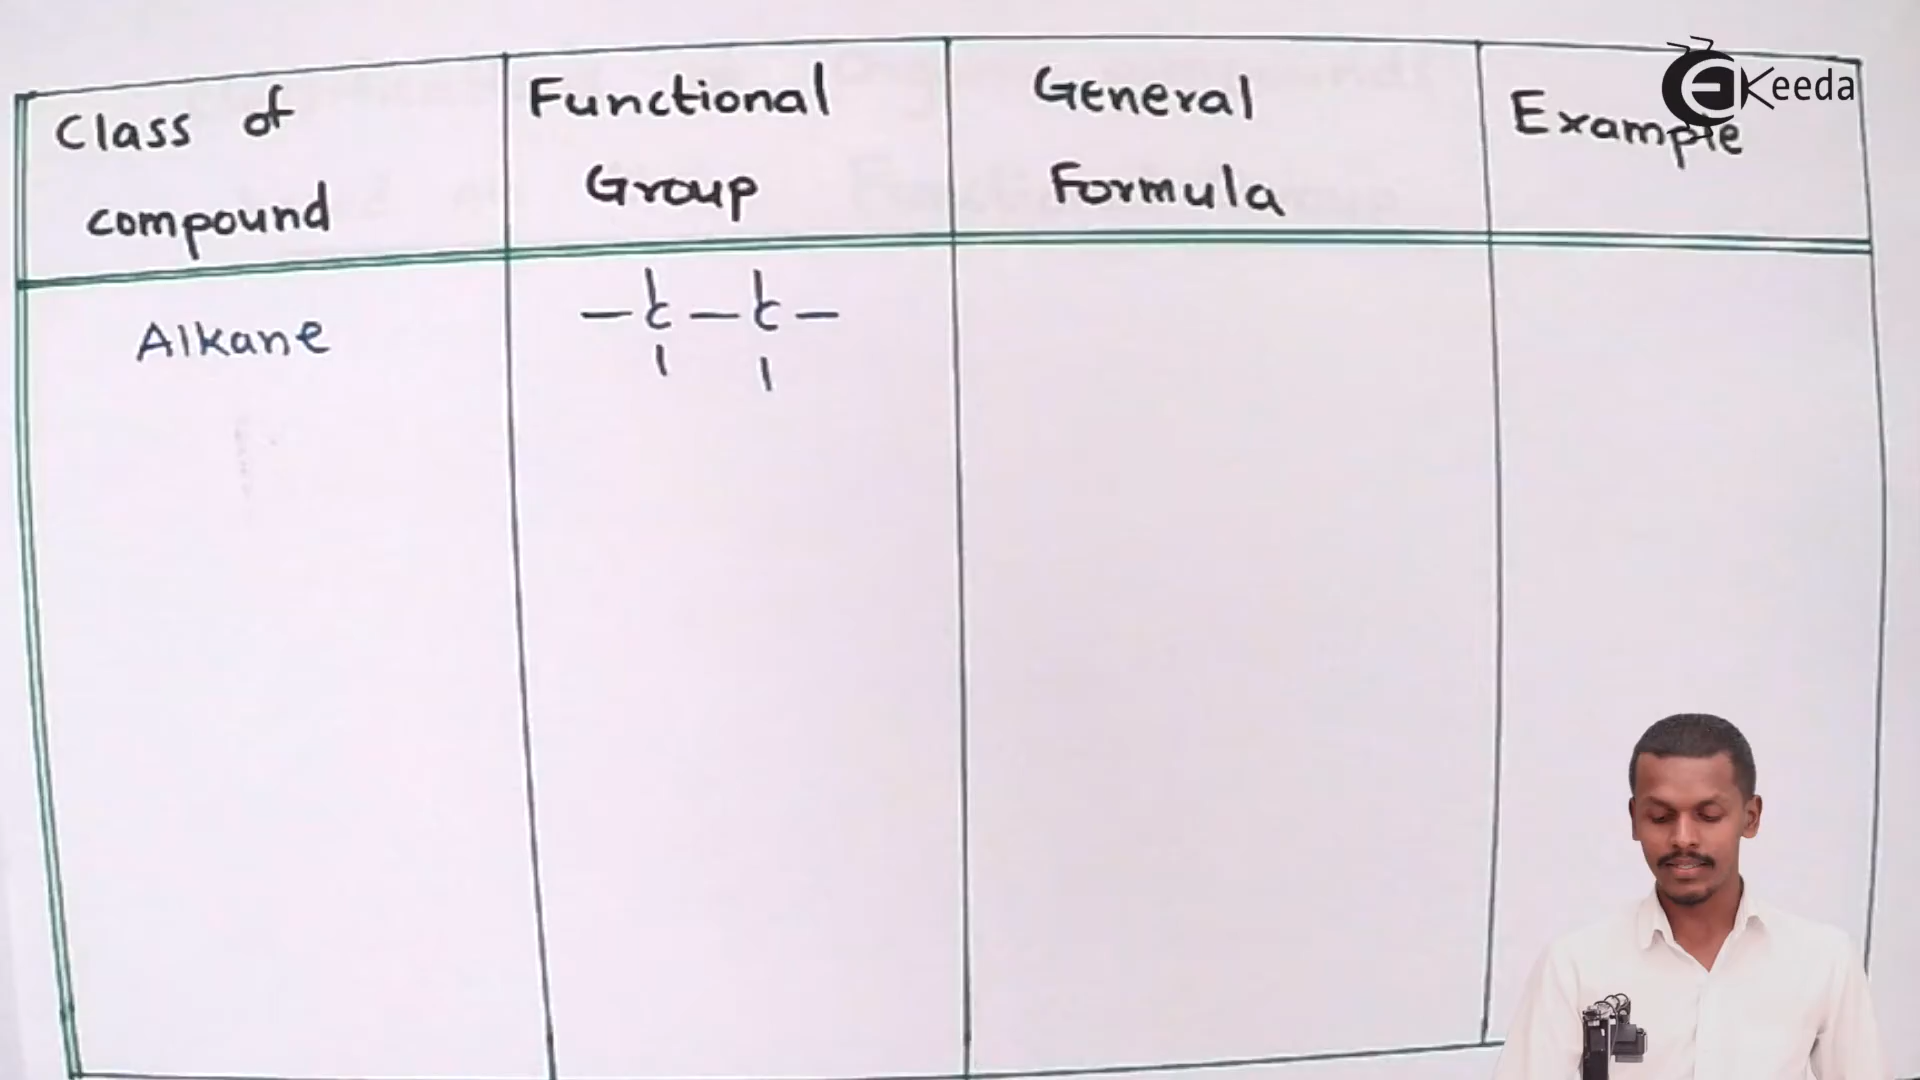 Class of
compound
Functional
Group
General
Formula
Example
EKeeda
Alkane
– C – C –